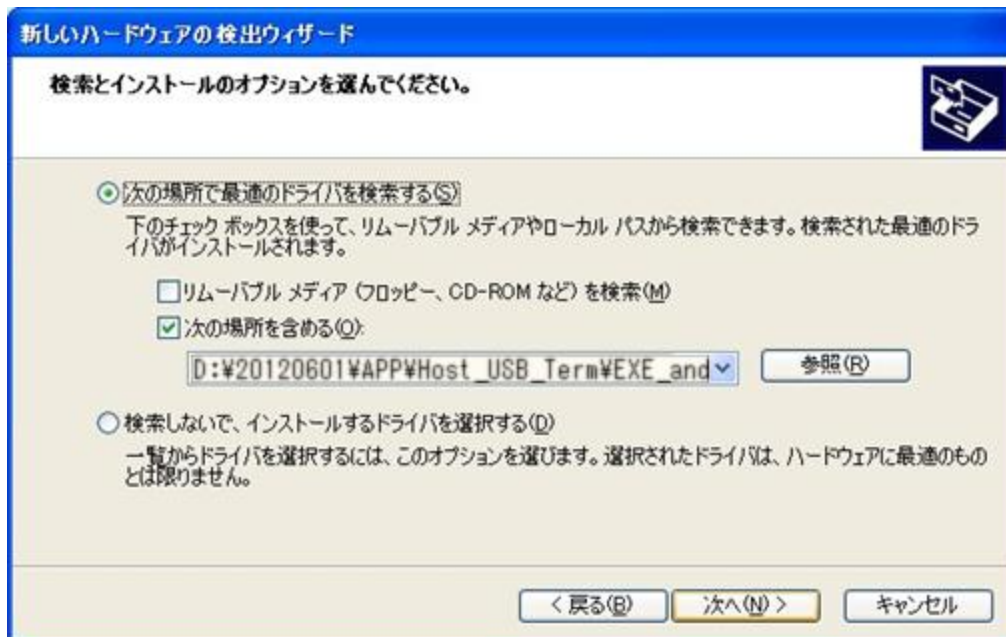 新しいハードウェアの検出ウィザード
検索とインストールのオプションを選んでください。
次の場所で最適のドライバを検索する(S)
下のチェック ボックスを使って、リムーバブル メディアやローカル パスから検索できます。検索された最適のドラ
イバがインストールされます。
リムーバブル メディア (フロッピー、CD-ROM など) を検索(M)
次の場所を含める(O):
D:¥20120601¥APP¥Host_USB_Term¥EXE_and
参照(R)
検索しないで、インストールするドライバを選択する(D)
一覧からドライバを選択するには、このオプションを選びます。選択されたドライバは、ハードウェアに最適のもの
とは限りません。
< 戻る(B)
次へ(N) >
キャンセル